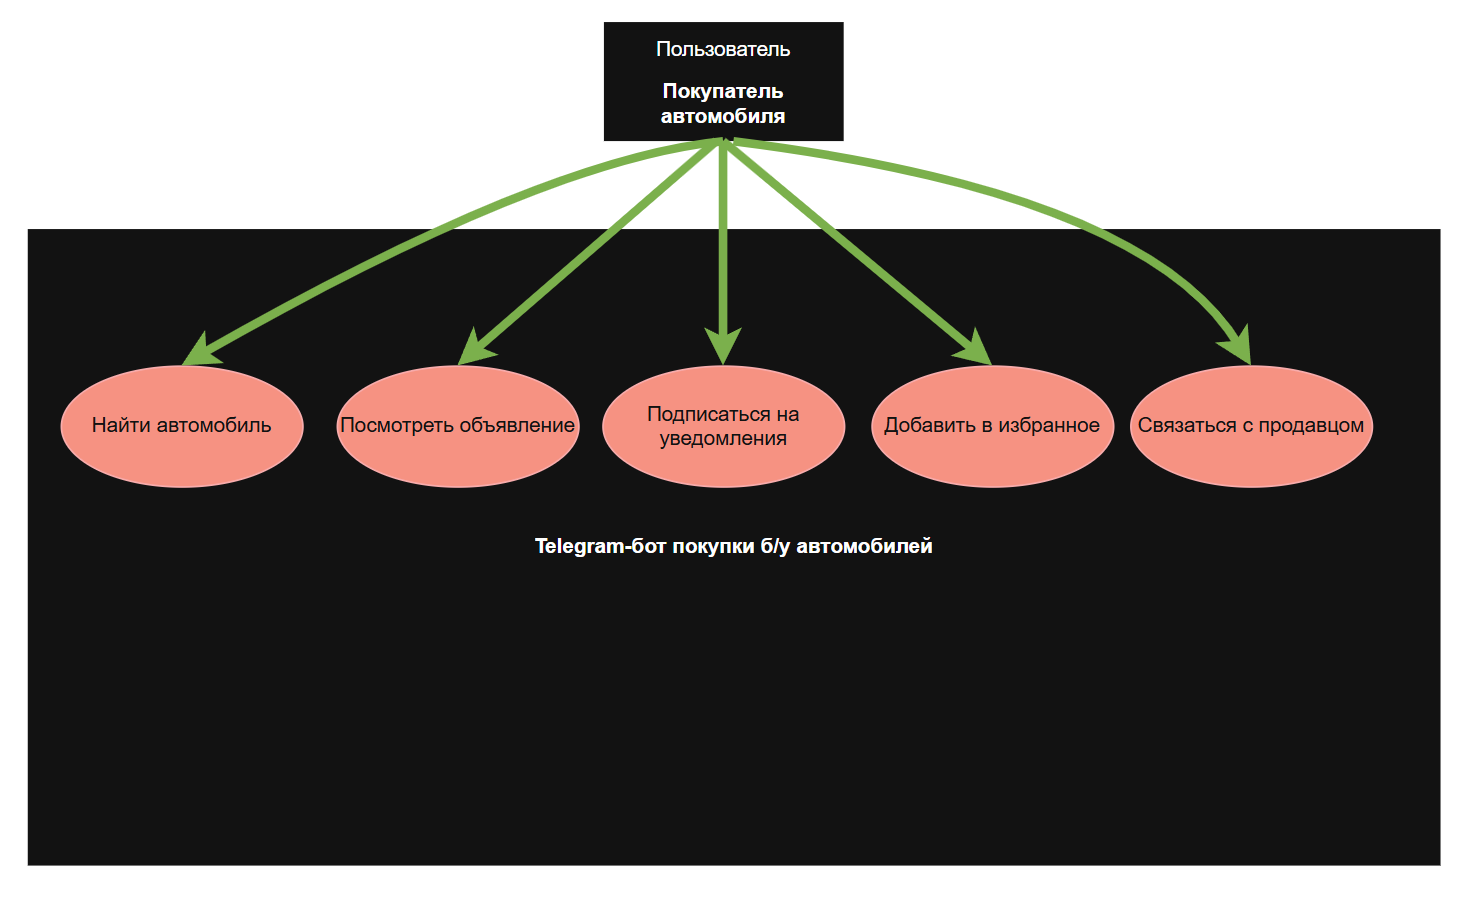 Пользователь
Покупатель
автомобиля
Найти автомобиль
Посмотреть объявление
Подписаться на
уведомления
Добавить в избранное
Связаться с продавцом
Telegram-бот покупки б/у автомобилей